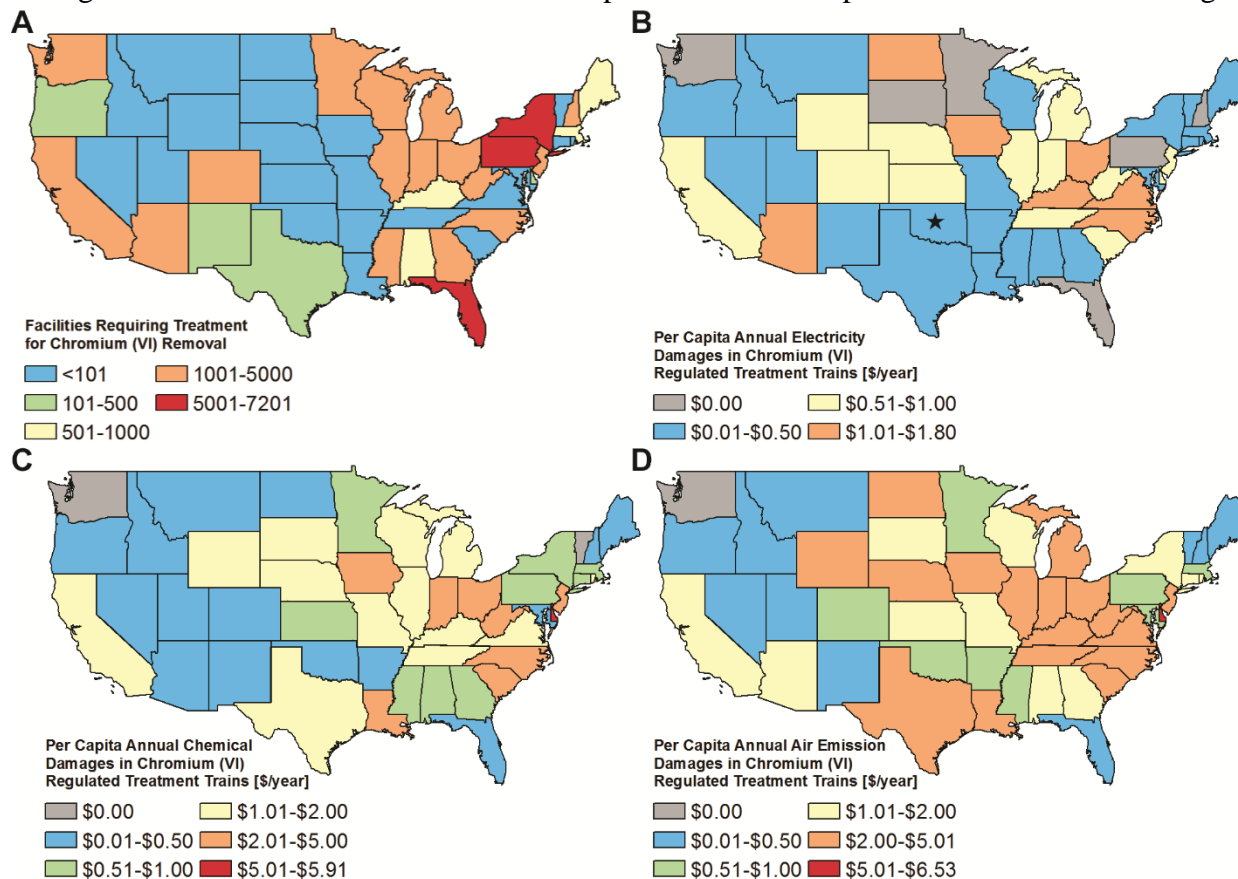 A
Facilities Requiring Treatment
for Chromium (VI) Removal
<101
1001-5000
101-500
5001-7201
501-1000
B
Per Capita Annual Electricity
Damages in Chromium (VI)
Regulated Treatment Trains [$/year]
$0.00
$0.51-$1.00
$0.01-$0.50
$1.01-$1.80
C
Per Capita Annual Chemical
Damages in Chromium (VI)
Regulated Treatment Trains [$/year]
$0.00
$1.01-$2.00
$0.01-$0.50
$2.01-$5.00
$0.51-$1.00
$5.01-$5.91
D
Per Capita Annual Air Emission
Damages in Chromium (VI)
Regulated Treatment Trains [$/year]
$0.00
$1.01-$2.00
$0.01-$0.50
$2.00-$5.01
$0.51-$1.00
$5.01-$6.53